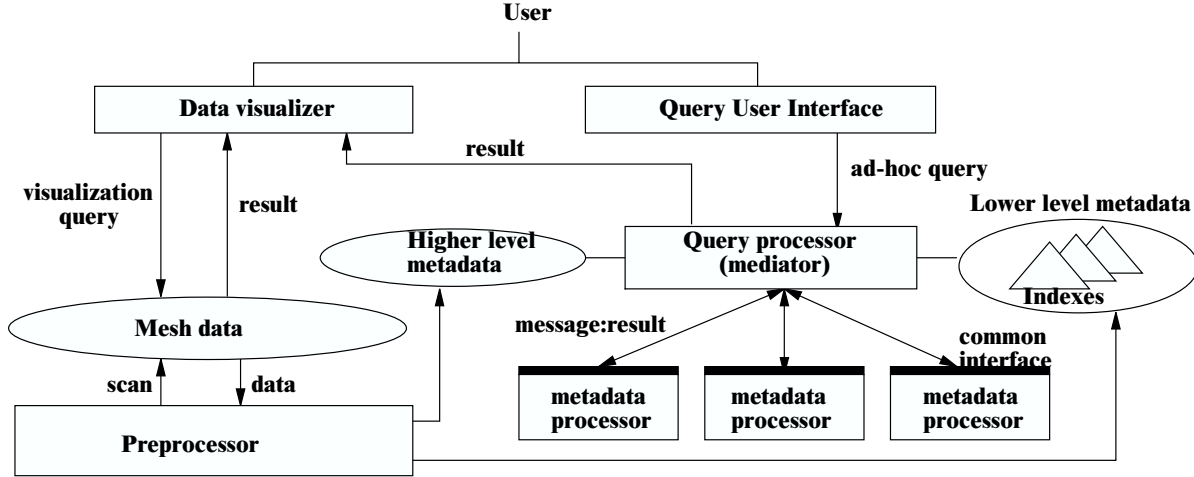 User
Data visualizer
Query User Interface
result
ad-hoc query
visualization
query
result
Lower level metadata
Higher level
metadata
Query processor
(mediator)
Indexes
Mesh data
message:result
common
interface
scan
data
metadata
processor
metadata
processor
metadata
processor
Preprocessor